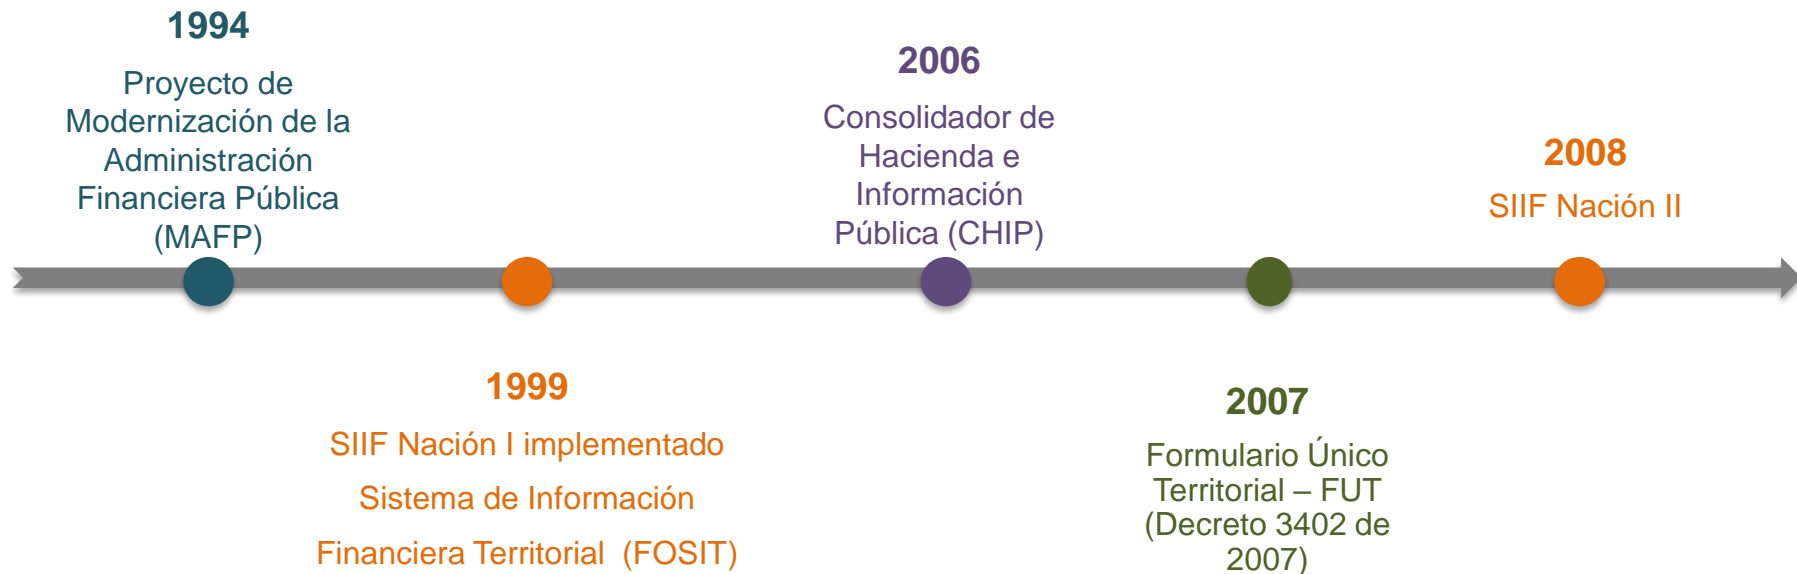 1994
Proyecto de
Modernización de la
Administración
Financiera Pública
(MAFP)
1999
SIIF Nación I implementado
Sistema de Información
Financiera Territorial (FOSIT)
2006
Consolidador de
Hacienda e
Información
Pública (CHIP)
2007
Formulario Único
Territorial – FUT
(Decreto 3402 de
2007)
2008
SIIF Nación II